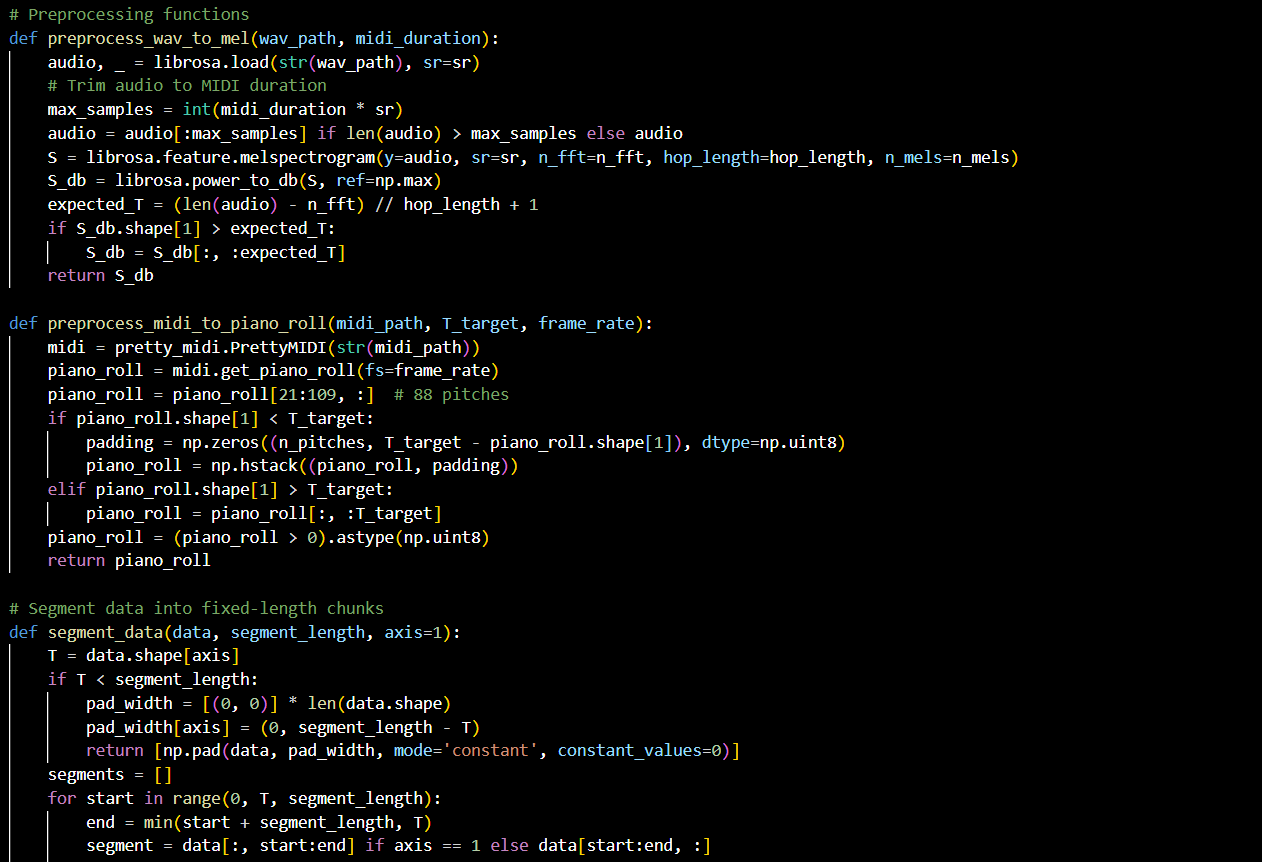 # Preprocessing functions
def preprocess_wav_to_mel(wav_path, midi_duration):
    audio, _ = librosa.load(str(wav_path), sr=sr)
    # Trim audio to MIDI duration
    max_samples = int(midi_duration * sr)
    audio = audio[:max_samples] if len(audio) > max_samples else audio
    S = librosa.feature.melspectrogram(y=audio, sr=sr, n_fft=n_fft, hop_length=hop_length, n_mels=n_mels)
    S_db = librosa.power_to_db(S, ref=np.max)
    expected_T = (len(audio) - n_fft) // hop_length + 1
    if S_db.shape[1] > expected_T:
        S_db = S_db[:, :expected_T]
    return S_db

def preprocess_midi_to_piano_roll(midi_path, T_target, frame_rate):
    midi = pretty_midi.PrettyMIDI(str(midi_path))
    piano_roll = midi.get_piano_roll(fs=frame_rate)
    piano_roll = piano_roll[21:109, :]  # 88 pitches
    if piano_roll.shape[1] < T_target:
        padding = np.zeros((n_pitches, T_target - piano_roll.shape[1]), dtype=np.uint8)
        piano_roll = np.hstack((piano_roll, padding))
    elif piano_roll.shape[1] > T_target:
        piano_roll = piano_roll[:, :T_target]
    piano_roll = (piano_roll > 0).astype(np.uint8)
    return piano_roll

# Segment data into fixed-length chunks
def segment_data(data, segment_length, axis=1):
    T = data.shape[axis]
    if T < segment_length:
        pad_width = [(0, 0)] * len(data.shape)
        pad_width[axis] = (0, segment_length - T)
        return [np.pad(data, pad_width, mode='constant', constant_values=0)]
    segments = []
    for start in range(0, T, segment_length):
        end = min(start + segment_length, T)
        segment = data[:, start:end] if axis == 1 else data[start:end, :]